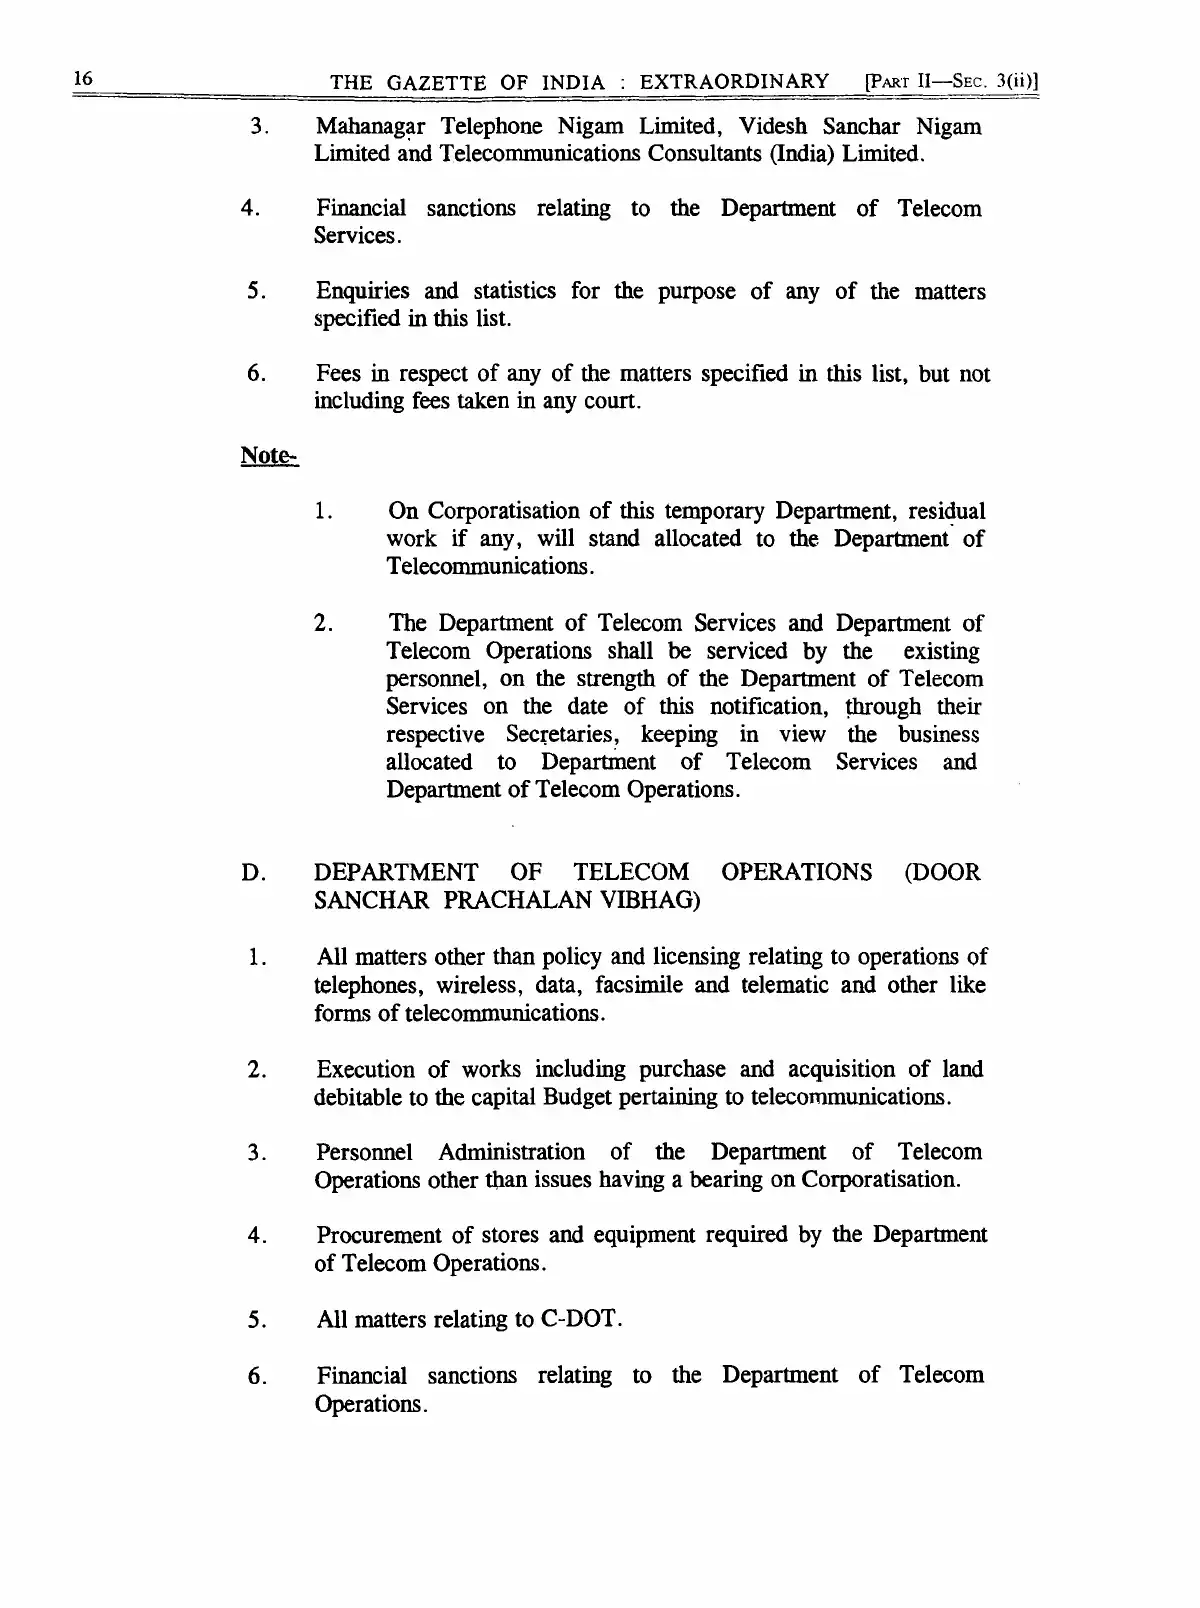 16 THE GAZETTE OF INDIA : EXTRAORDINARY [PART II—SEC. 3(ii)]
3. Mahanagar Telephone Nigam Limited, Videsh Sanchar Nigam
Limited and Telecommunications Consultants (India) Limited.
4. Financial sanctions relating to the Department of Telecom
Services.
5. Enquiries and statistics for the purpose of any of the matters
specified in this list.
6. Fees in respect of any of the matters specified in this list, but not
including fees taken in any court.
Note-
1. On Corporatisation of this temporary Department, residual
work if any, will stand allocated to the Department of
Telecommunications.
2. The Department of Telecom Services and Department of
Telecom Operations shall be serviced by the existing
personnel, on the strength of the Department of Telecom
Services on the date of this notification, through their
respective Secretaries, keeping in view the business
allocated to Department of Telecom Services and
Department of Telecom Operations.
D. DEPARTMENT OF TELECOM OPERATIONS (DOOR
SANCHAR PRACHALAN VIBHAG)
1. All matters other than policy and licensing relating to operations of
telephones, wireless, data, facsimile and telematic and other like
forms of telecommunications.
2. Execution of works including purchase and acquisition of land
debitable to the capital Budget pertaining to telecommunications.
3. Personnel Administration of the Department of Telecom
Operations other than issues having a bearing on Corporatisation.
4. Procurement of stores and equipment required by the Department
of Telecom Operations.
5. All matters relating to C-DOT.
6. Financial sanctions relating to the Department of Telecom
Operations.